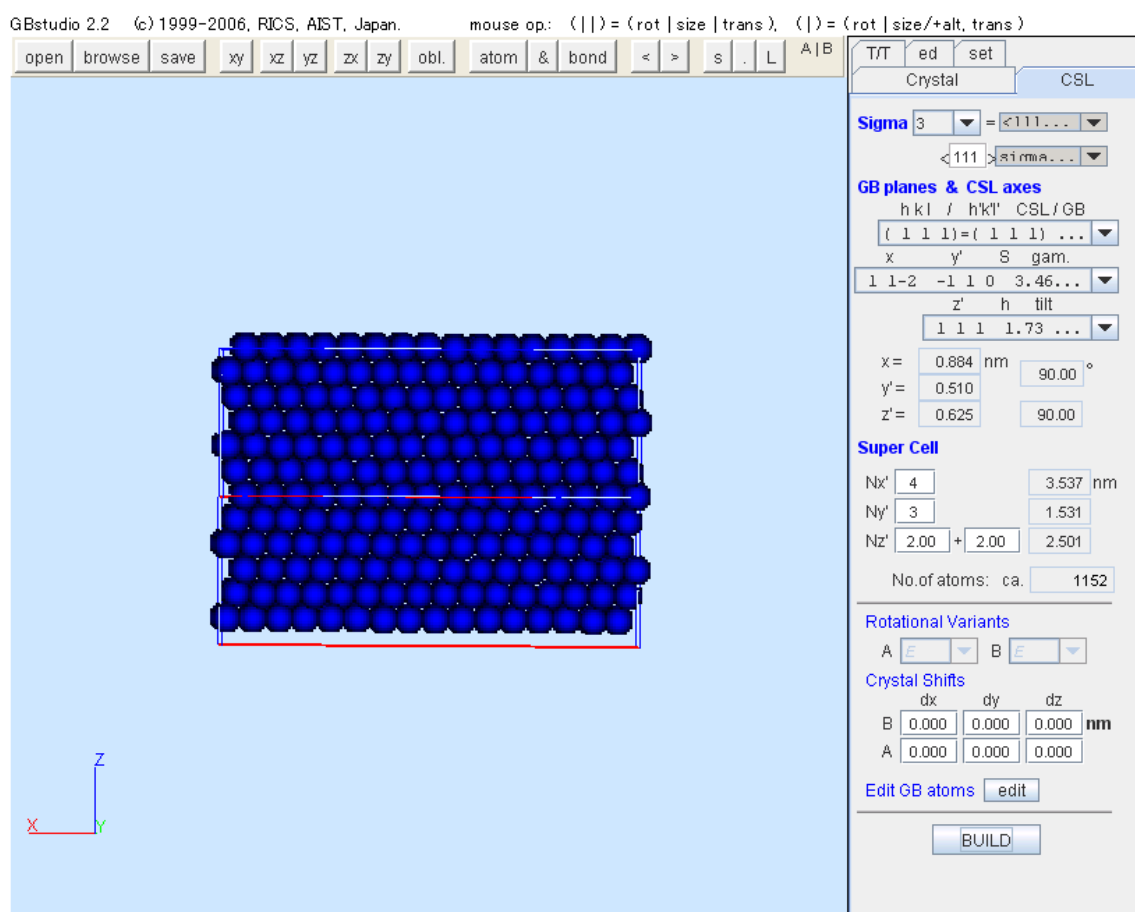 GBstudio 2.2 (c) 1999-2006, RICS, AIST, Japan. mouse op.: (||) = (rot | size | trans), (|) = (rot | size/+alt, trans)
open browse save xy xz yz zx zy obl. atom & bond < > s . L A|B
T/T ed set
Crystal CSL
Sigma 3 = <111...
<111> sigma...
GB planes & CSL axes
h k l / h'k'l' CSL/GB
( 1 1 1)=( 1 1 1) ...
x y' S gam.
1 1-2 -1 1 0 3.46...
z' h tilt
1 1 1 1.73 ...
x = 0.884 nm 90.00 °
y' = 0.510
z' = 0.625 90.00
Super Cell
Nx' 4 3.537 nm
Ny' 3 1.531
Nz' 2.00 + 2.00 2.501
No.of atoms: ca. 1152
Rotational Variants
A E B E
Crystal Shifts
dx dy dz
B 0.000 0.000 0.000 nm
A 0.000 0.000 0.000
Edit GB atoms edit
BUILD
Z
X Y